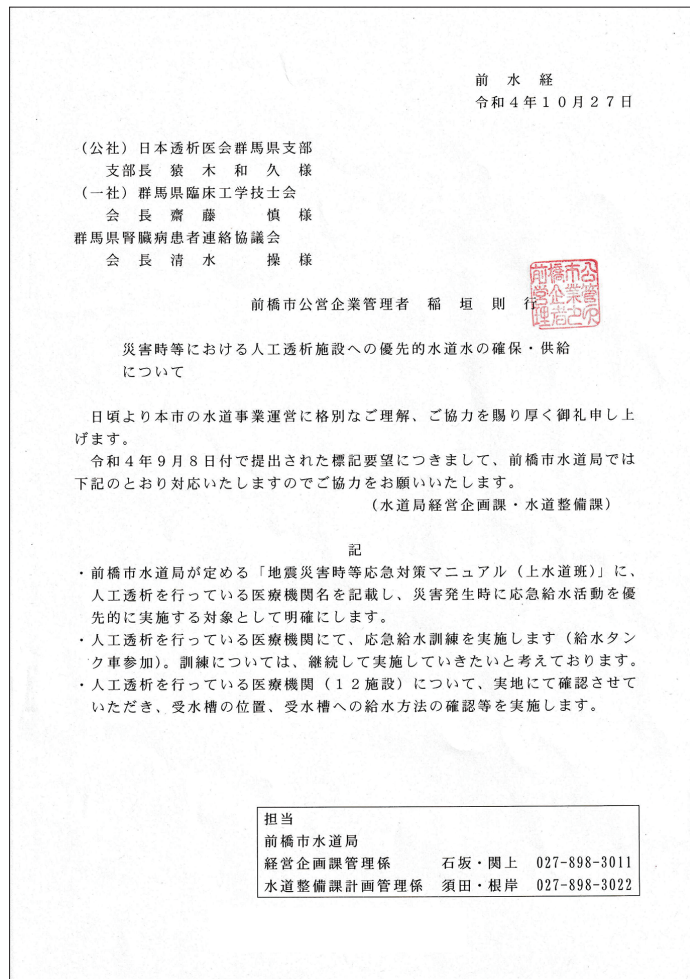 前　水　経
令和４年１０月２７日
（公社）日本透析医会群馬県支部
支部長　猿　木　和　久　様
（一社）群馬県臨床工学技士会
会　長　齋　藤　　　慎　様
群馬県腎臓病患者連絡協議会
会　長　清　水　　　操　様
前橋市公営企業管理者　稲　垣　則　行
災害時等における人工透析施設への優先的水道水の確保・供給
について
日頃より本市の水道事業運営に格別なご理解、ご協力を賜り厚く御礼申し上
げます。
令和４年９月８日付で提出された標記要望につきまして、前橋市水道局では
下記のとおり対応いたしますのでご協力をお願いいたします。
（水道局経営企画課・水道整備課）
記
・前橋市水道局が定める「地震災害時等応急対策マニュアル（上水道班）」に、
人工透析を行っている医療機関名を記載し、災害発生時に応急給水活動を優
先的に実施する対象として明確にします。
・人工透析を行っている医療機関にて、応急給水訓練を実施します（給水タン
ク車参加）。訓練については、継続して実施していきたいと考えております。
・人工透析を行っている医療機関（１２施設）について、実地にて確認させて
いただき、受水槽の位置、受水槽への給水方法の確認等を実施します。
担当
前橋市水道局
経営企画課管理係　石坂・関上　027-898-3011
水道整備課計画管理係　須田・根岸　027-898-3022